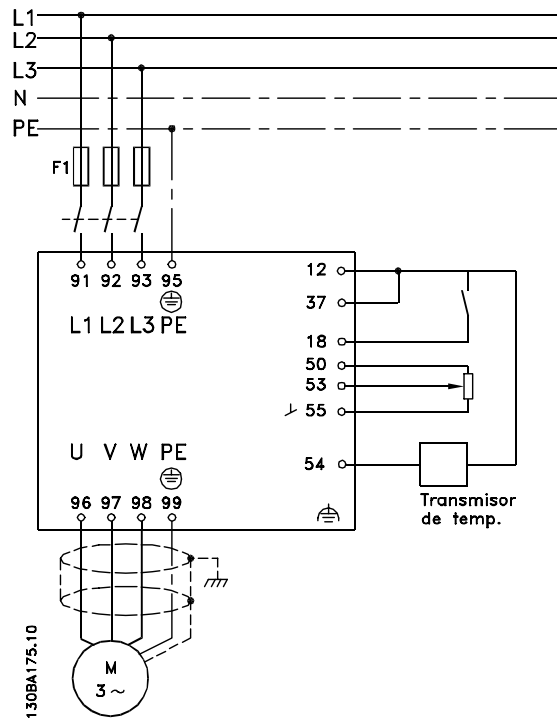 L1
L2
L3
N
PE
F1
91 92 93 95
L1 L2 L3 PE
12
37
18
50
53
55
54
U V W PE
96 97 98 99
Transmisor
de temp.
M
3 ~
130BA175.10